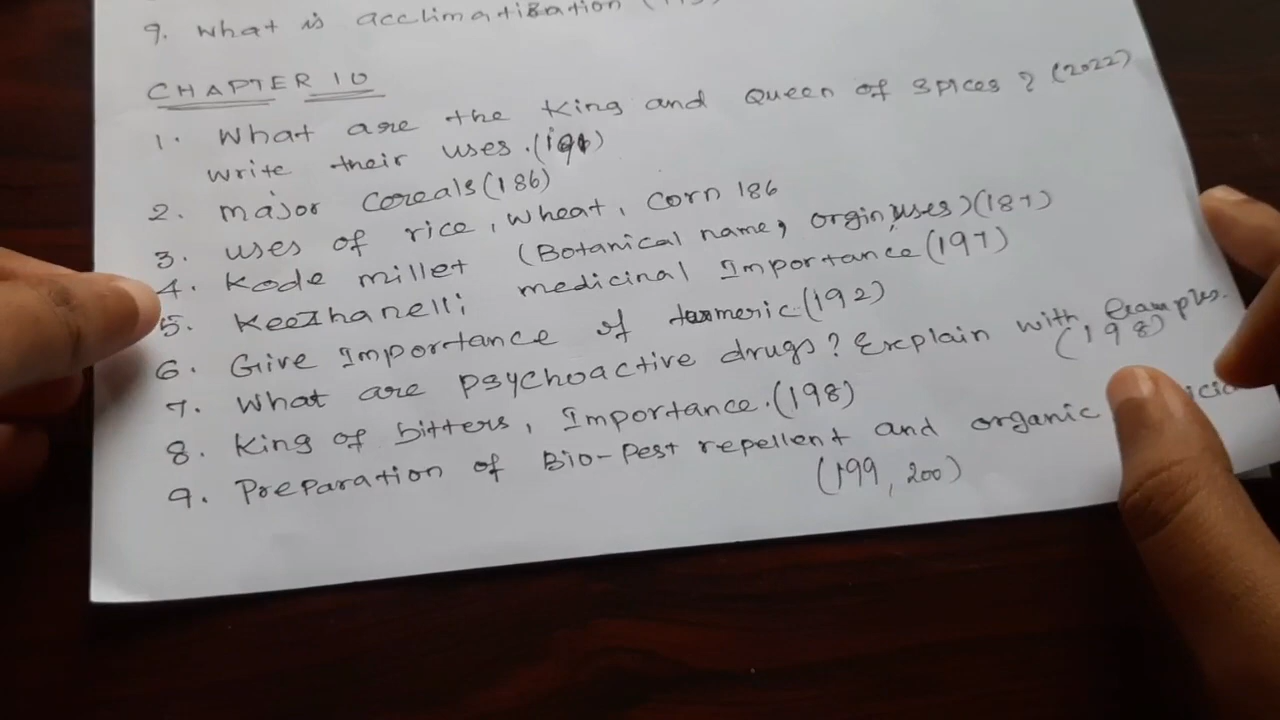 9. What is acclimatization
CHAPTER 10
1. What are the King and Queen of Spices ? (2022)
write their uses.
2. major Cereals (186)
3. uses of rice, wheat, Corn 186
4. Kode millet (Botanical name, orgin, uses) (187)
5. Keezhanelli medicinal Importance (197)
6. Give Importance of turmeric. (192)
7. What are psychoactive drugs? Explain with Examples.
(198)
8. King of bitters, Importance. (198)
9. Preparation of Bio-Pest repellent and organic
(199, 200)